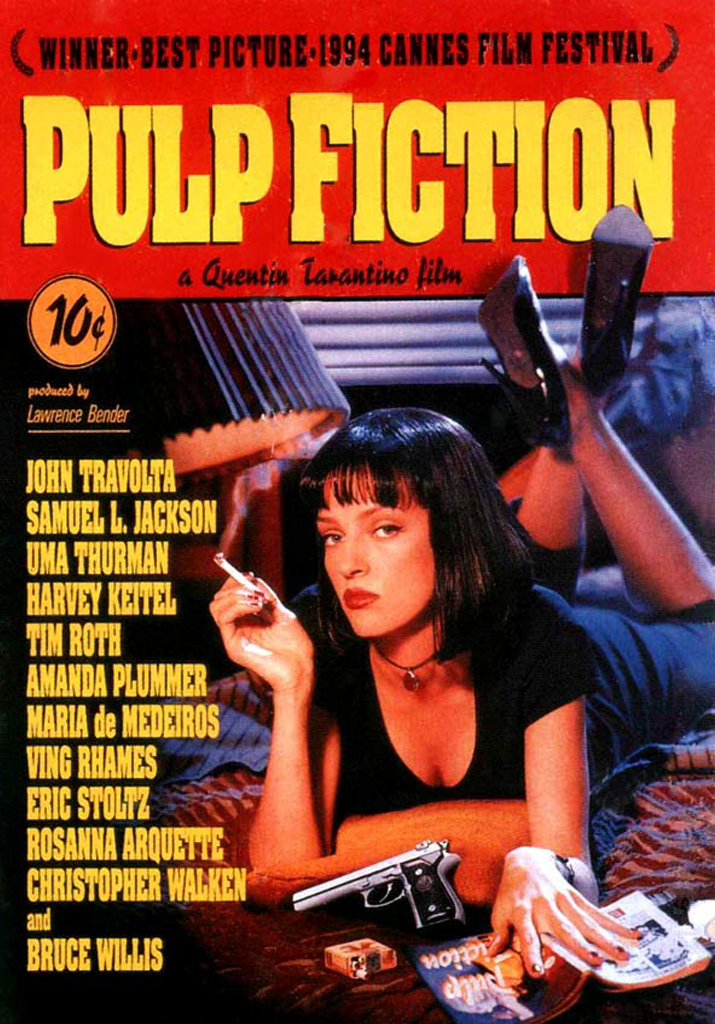 WINNER·BEST PICTURE·1994 CANNES FILM FESTIVAL
PULP FICTION
a Quentin Tarantino film
10¢
produced by
Lawrence Bender
JOHN TRAVOLTA
SAMUEL L. JACKSON
UMA THURMAN
HARVEY KEITEL
TIM ROTH
AMANDA PLUMMER
MARIA de MEDEIROS
VING RHAMES
ERIC STOLTZ
ROSANNA ARQUETTE
CHRISTOPHER WALKEN
and
BRUCE WILLIS
Pulp
Fiction